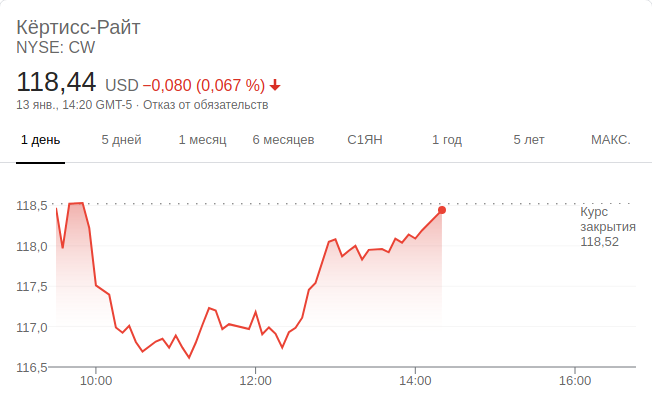 Кёртисс-Райт
NYSE: CW
118,44 USD −0,080 (0,067 %)
13 янв., 14:20 GMT-5 · Отказ от обязательств
1 день 5 дней 1 месяц 6 месяцев С1ЯН 1 год 5 лет МАКС.
118,5
Курс
закрытия
118,52
118,0
117,5
117,0
116,5
10:00 12:00 14:00 16:00